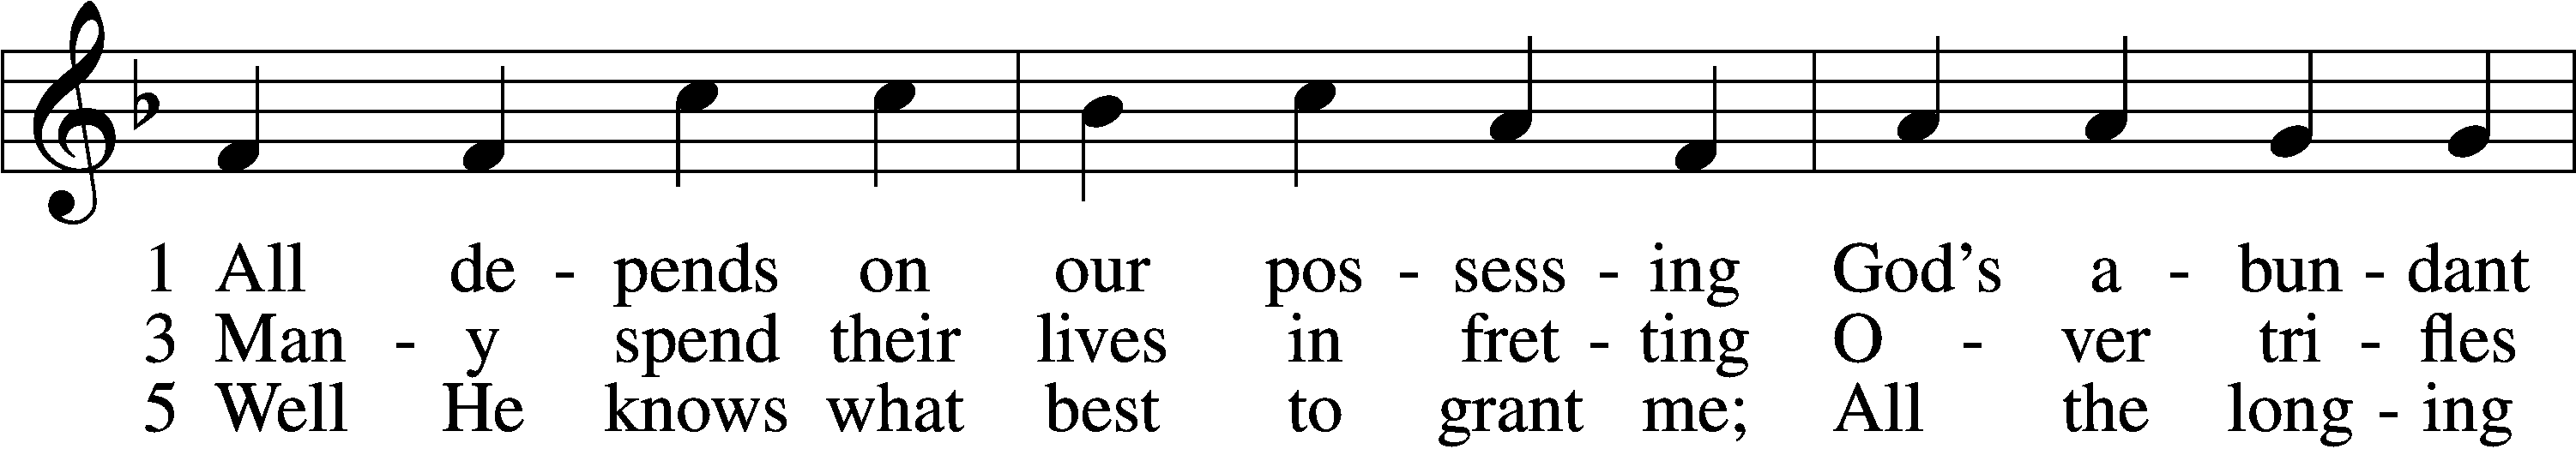 1 All de - pends on our pos - sess - ing God's a - bun - dant
3 Man - y spend their lives in fret - ting O - ver tri - fles
5 Well He knows what best to grant me; All the long - ing